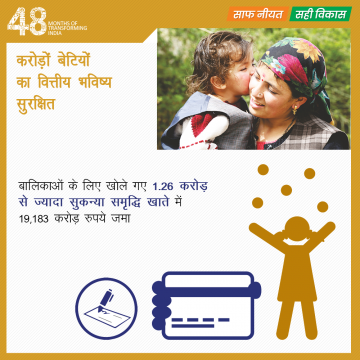 48 MONTHS OF
TRANSFORMING
INDIA
साफ नीयत सही विकास
करोड़ों बेटियों
का वित्तीय भविष्य
सुरक्षित
बालिकाओं के लिए खोले गए 1.26 करोड़
से ज्यादा सुकन्या समृद्धि खाते में
19,183 करोड़ रुपये जमा